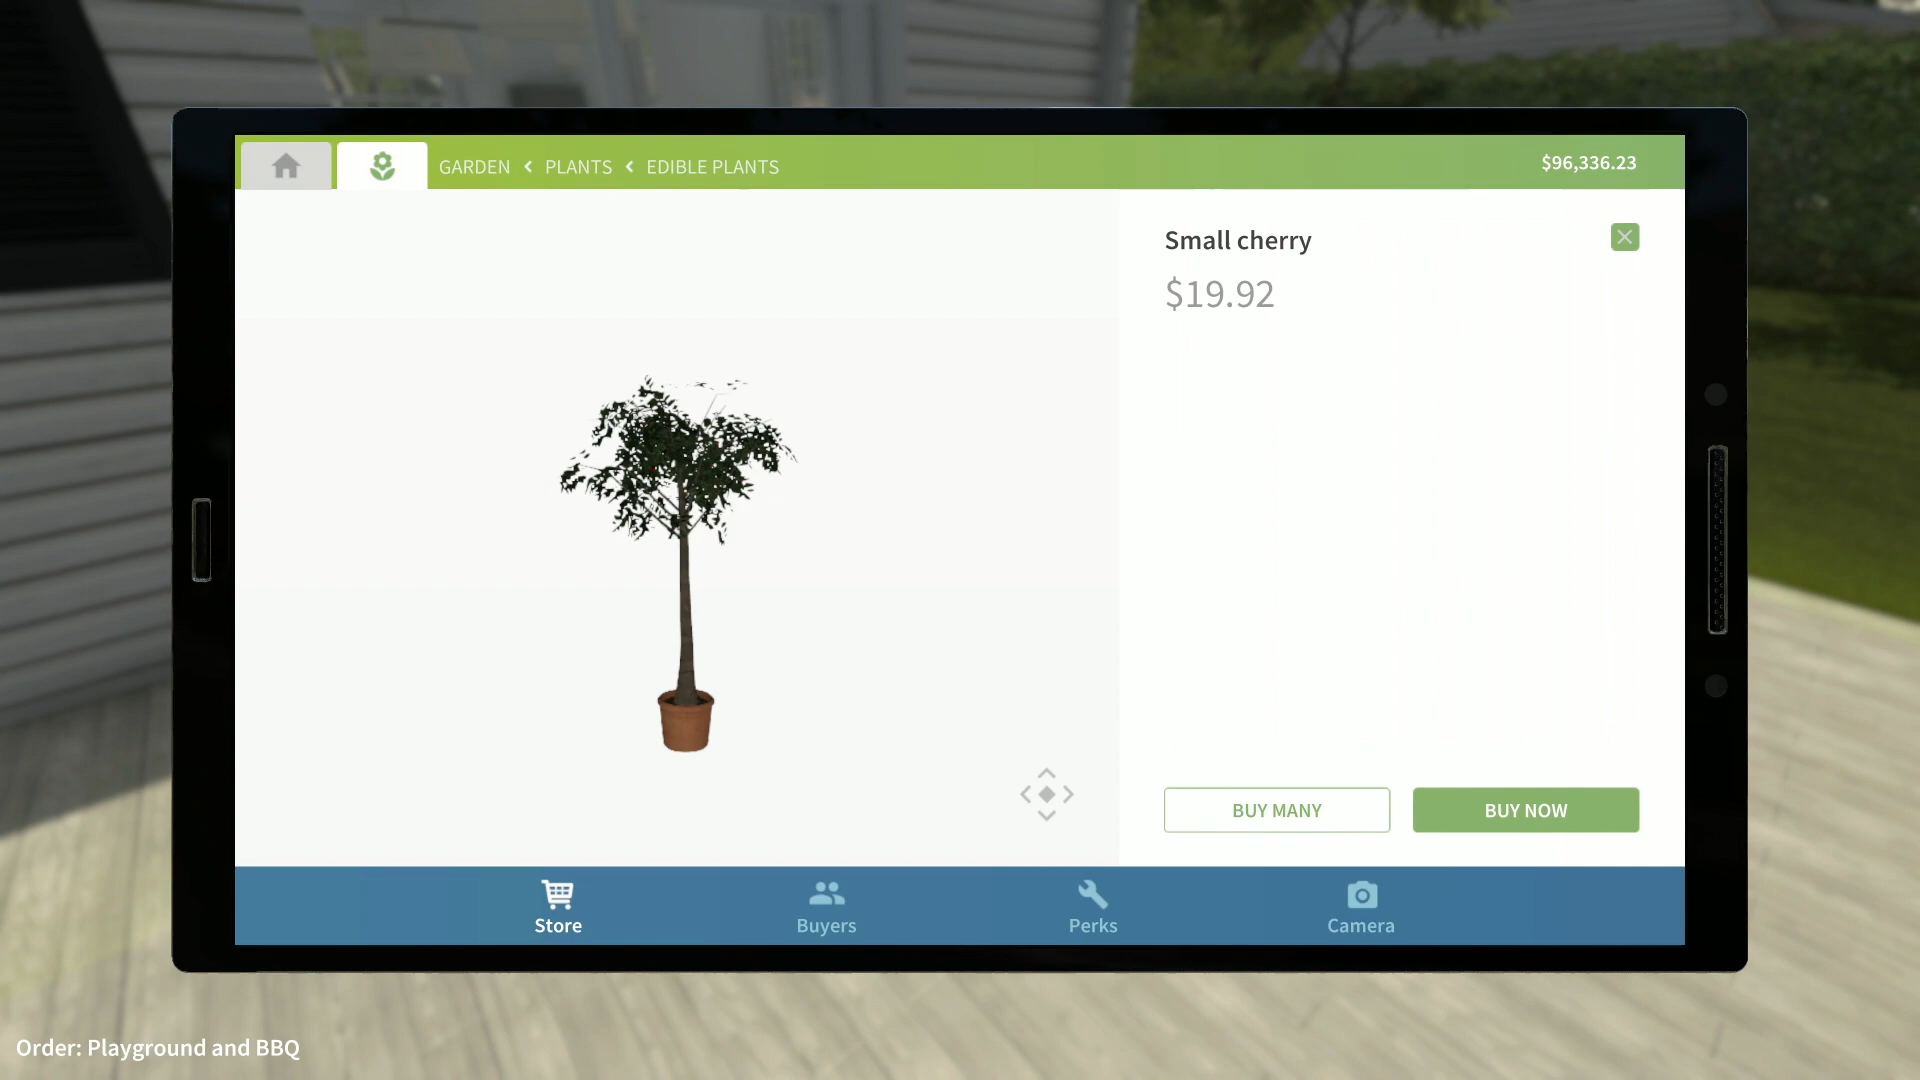 GARDEN < PLANTS < EDIBLE PLANTS
$96,336.23
Small cherry
$19.92
BUY MANY
BUY NOW
Store
Buyers
Perks
Camera
Order: Playground and BBQ